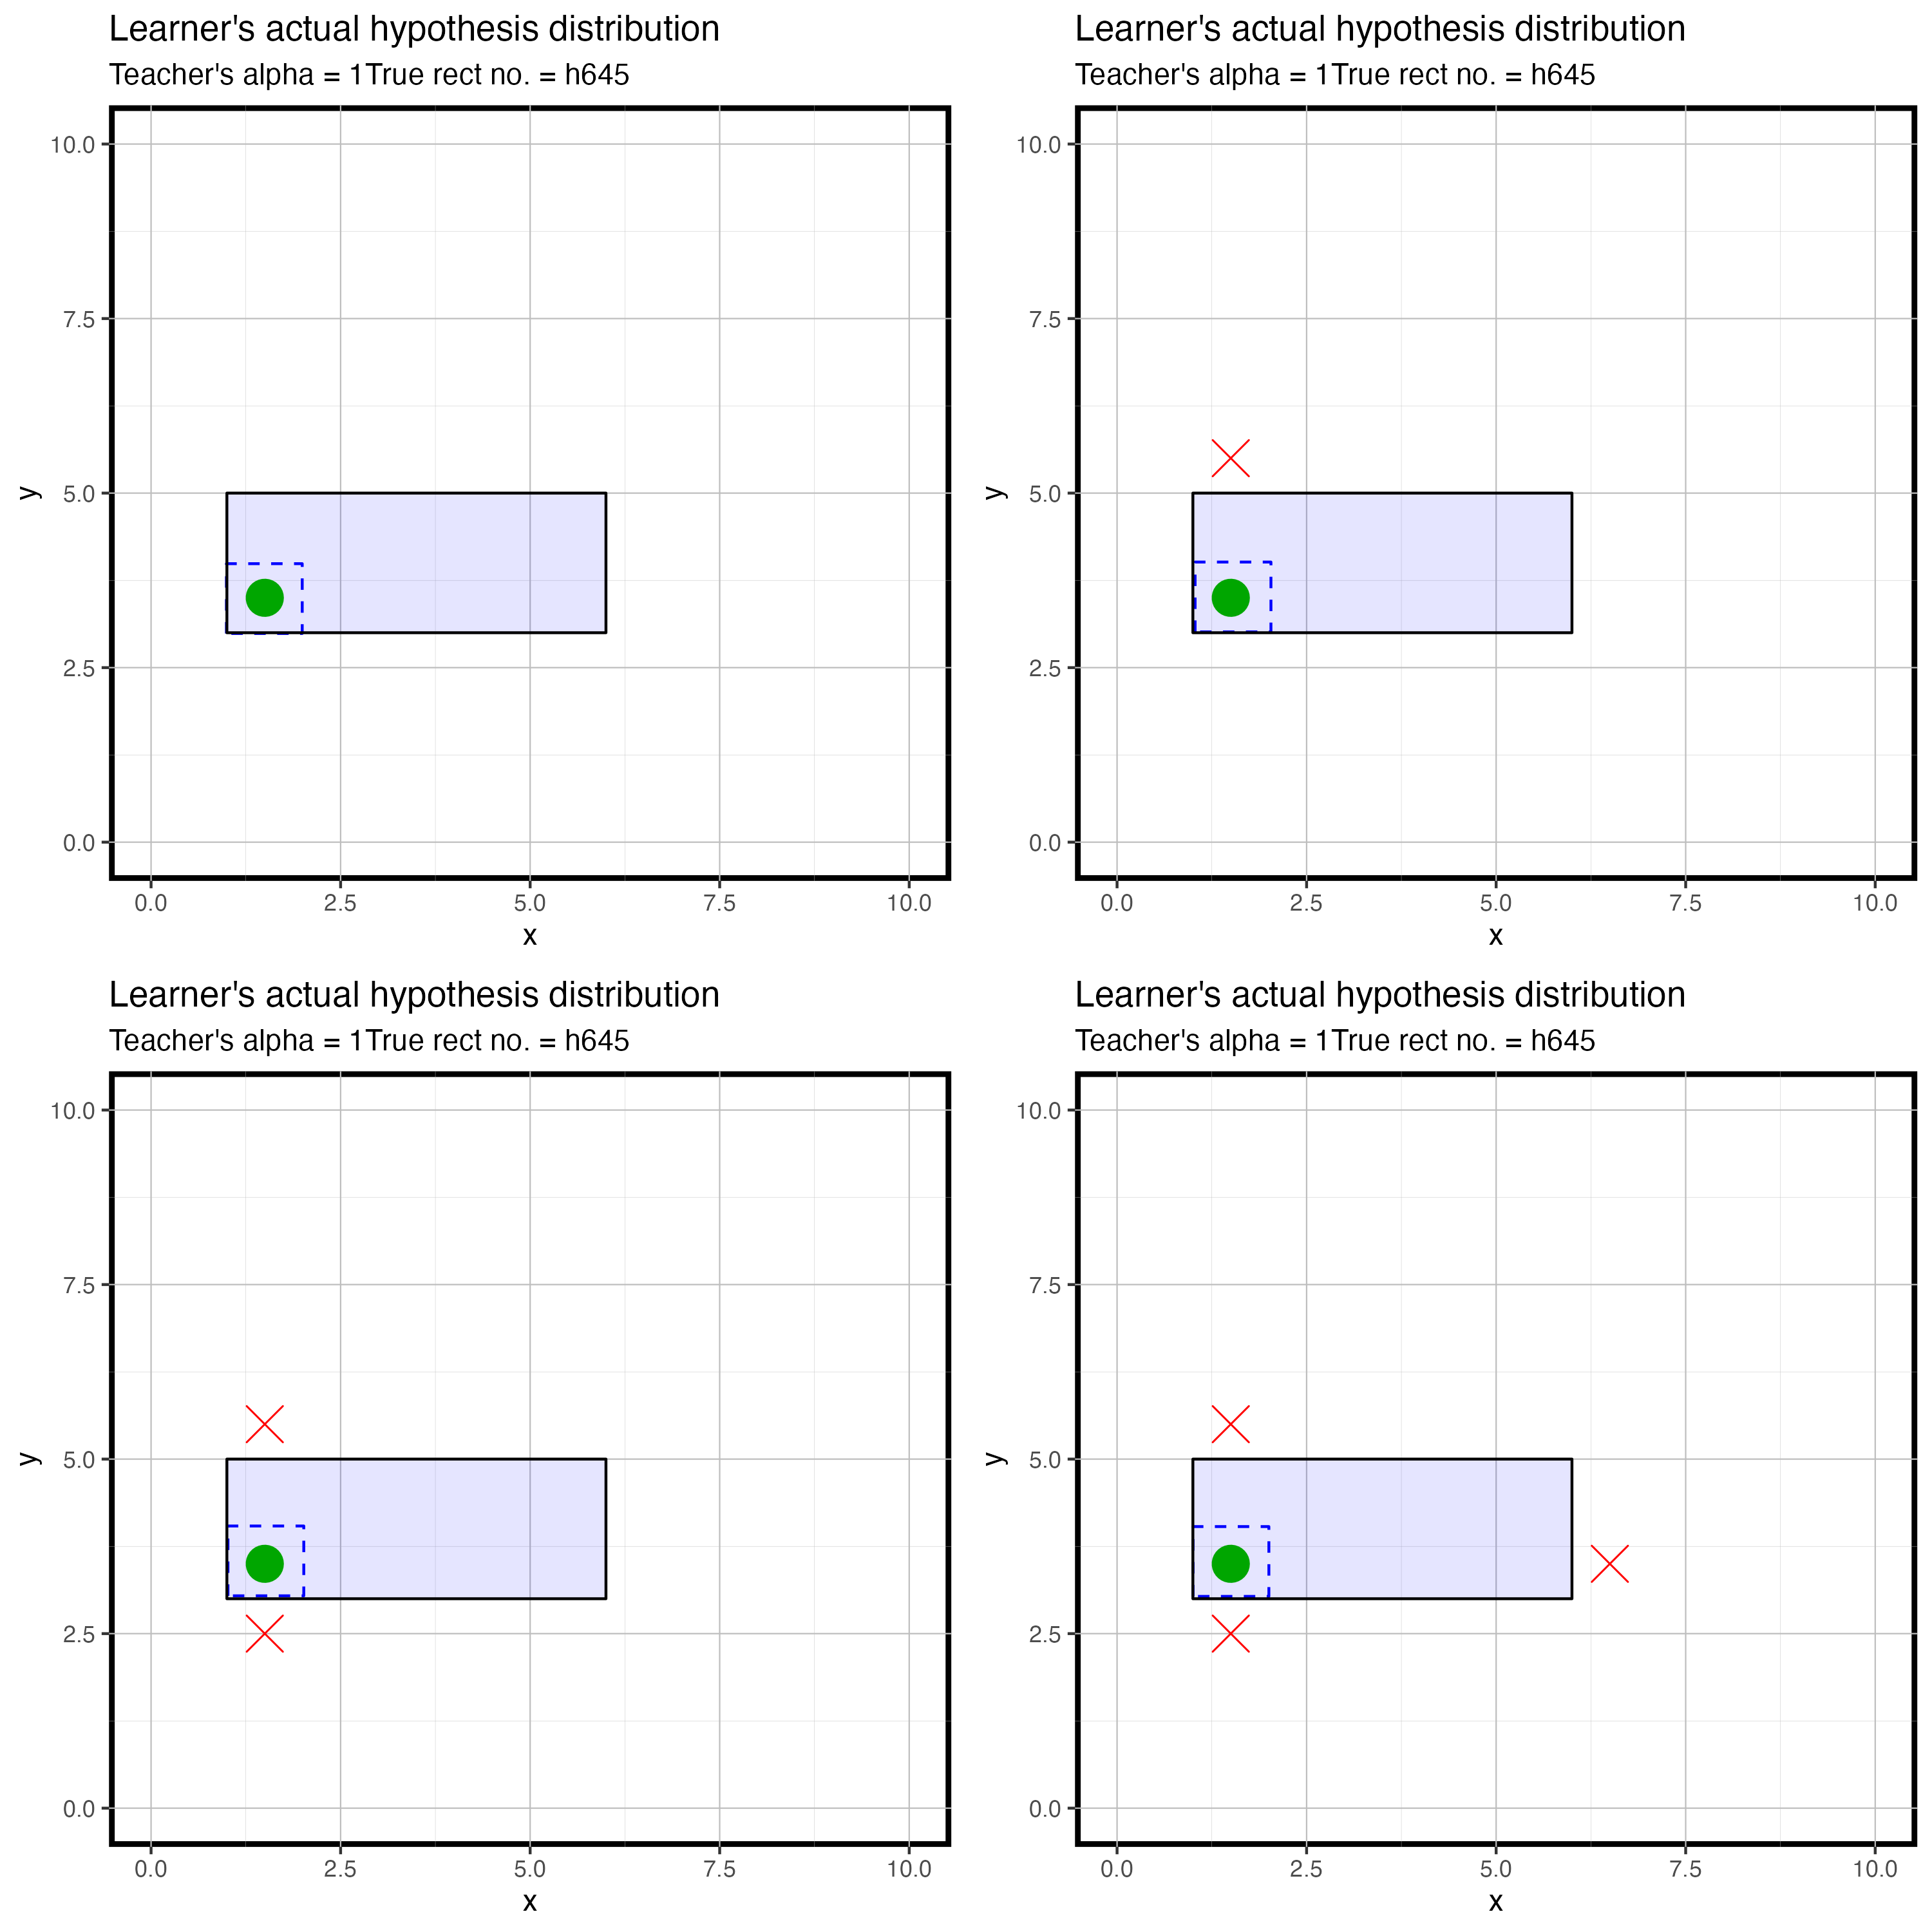 Learner's actual hypothesis distribution
Teacher's alpha = 1True rect no. = h645
10.0
7.5
5.0
2.5
0.0
y
0.0 2.5 5.0 7.5 10.0
x
Learner's actual hypothesis distribution
Teacher's alpha = 1True rect no. = h645
10.0
7.5
5.0
2.5
0.0
y
0.0 2.5 5.0 7.5 10.0
x
Learner's actual hypothesis distribution
Teacher's alpha = 1True rect no. = h645
10.0
7.5
5.0
2.5
0.0
y
0.0 2.5 5.0 7.5 10.0
x
Learner's actual hypothesis distribution
Teacher's alpha = 1True rect no. = h645
10.0
7.5
5.0
2.5
0.0
y
0.0 2.5 5.0 7.5 10.0
x